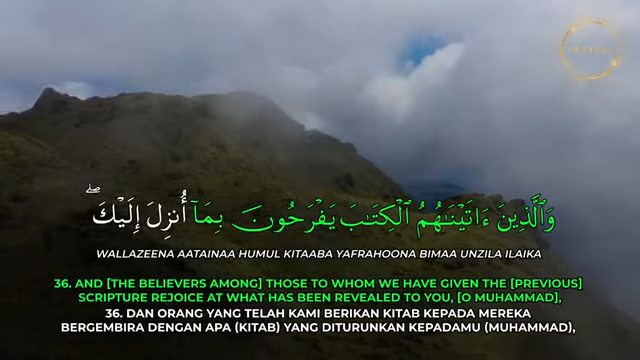 وَٱلَّذِينَ ءَاتَيْنَـٰهُمُ ٱلْكِتَـٰبَ يَفْرَحُونَ بِمَآ أُنزِلَ إِلَيْكَ ۖ
WALLAZEENA AATAINAA HUMUL KITAABA YAFRAHOONA BIMAA UNZILA ILAIKA
36. AND [THE BELIEVERS AMONG] THOSE TO WHOM WE HAVE GIVEN THE [PREVIOUS]
SCRIPTURE REJOICE AT WHAT HAS BEEN REVEALED TO YOU, [O MUHAMMAD],
36. DAN ORANG YANG TELAH KAMI BERIKAN KITAB KEPADA MEREKA
BERGEMBIRA DENGAN APA (KITAB) YANG DITURUNKAN KEPADAMU (MUHAMMAD),